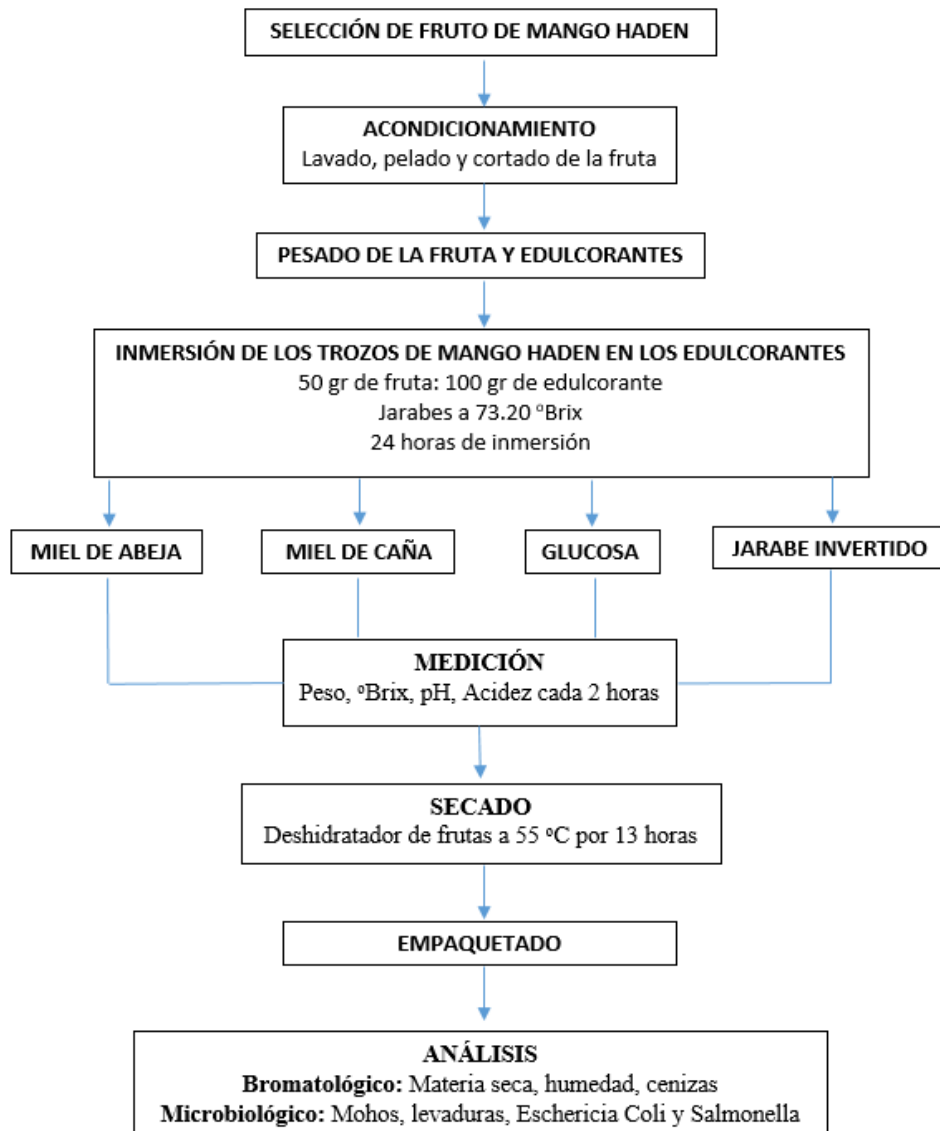 SELECCIÓN DE FRUTO DE MANGO HADEN
ACONDICIONAMIENTO
Lavado, pelado y cortado de la fruta
PESADO DE LA FRUTA Y EDULCORANTES
INMERSIÓN DE LOS TROZOS DE MANGO HADEN EN LOS EDULCORANTES
50 gr de fruta: 100 gr de edulcorante
Jarabes a 73.20 °Brix
24 horas de inmersión
MIEL DE ABEJA
MIEL DE CAÑA
GLUCOSA
JARABE INVERTIDO
MEDICIÓN
Peso, °Brix, pH, Acidez cada 2 horas
SECADO
Deshidratador de frutas a 55 °C por 13 horas
EMPAQUETADO
ANÁLISIS
Bromatológico: Materia seca, humedad, cenizas
Microbiológico: Mohos, levaduras, Eschericia Coli y Salmonella